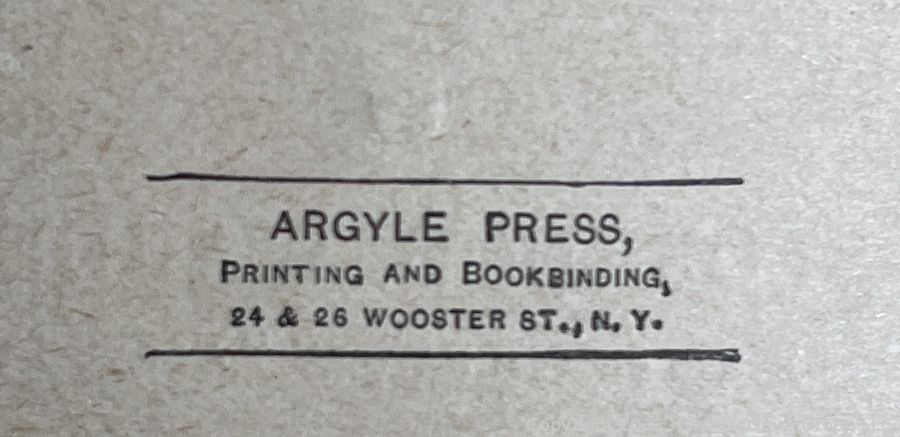 ARGYLE PRESS,
PRINTING AND BOOKBINDING,
24 & 26 WOOSTER ST., N. Y.